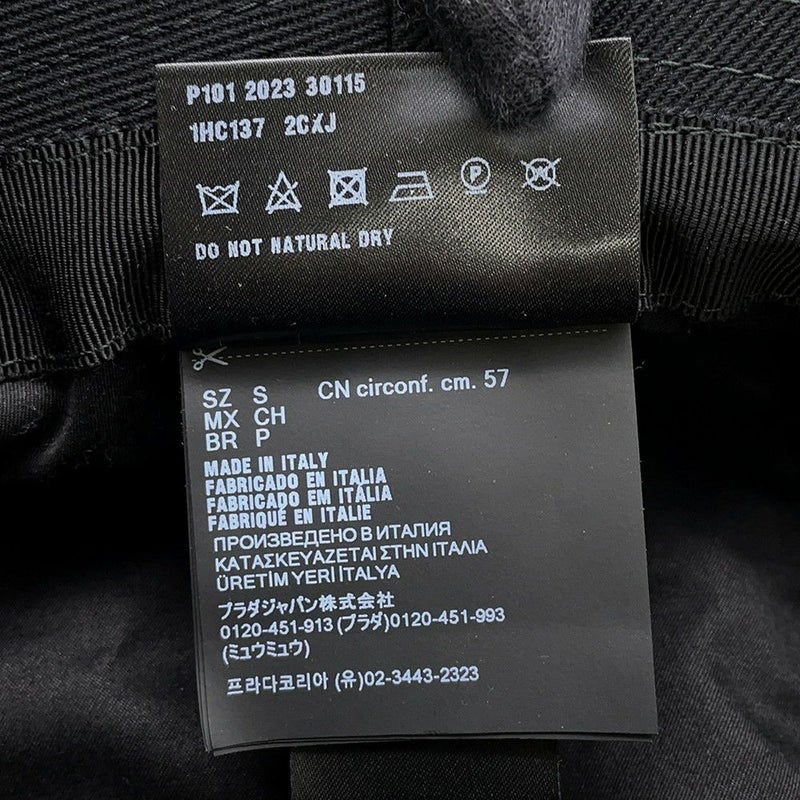 P101 2023 30115
1HC137 2CXJ
P
W
DO NOT NATURAL DRY
SZ S CN circonf. cm. 57
MX CH
BR P
MADE IN ITALY
FABRICADO EN ITALIA
FABRICADO EM ITÁLIA
FABRIQUÉ EN ITALIE
ПРОИЗВЕДЕНО В ИТАЛИЯ
ΚΑΤΑΣΚΕΥΑΖΕΤΑΙ ΣΤΗΝ ΙΤΑΛΙΑ
ÜRETİM YERİ İTALYA
プラダジャパン株式会社
0120-451-913 (プラダ)0120-451-993
(ミュウミュウ)
프라다코리아 (유)02-3443-2323